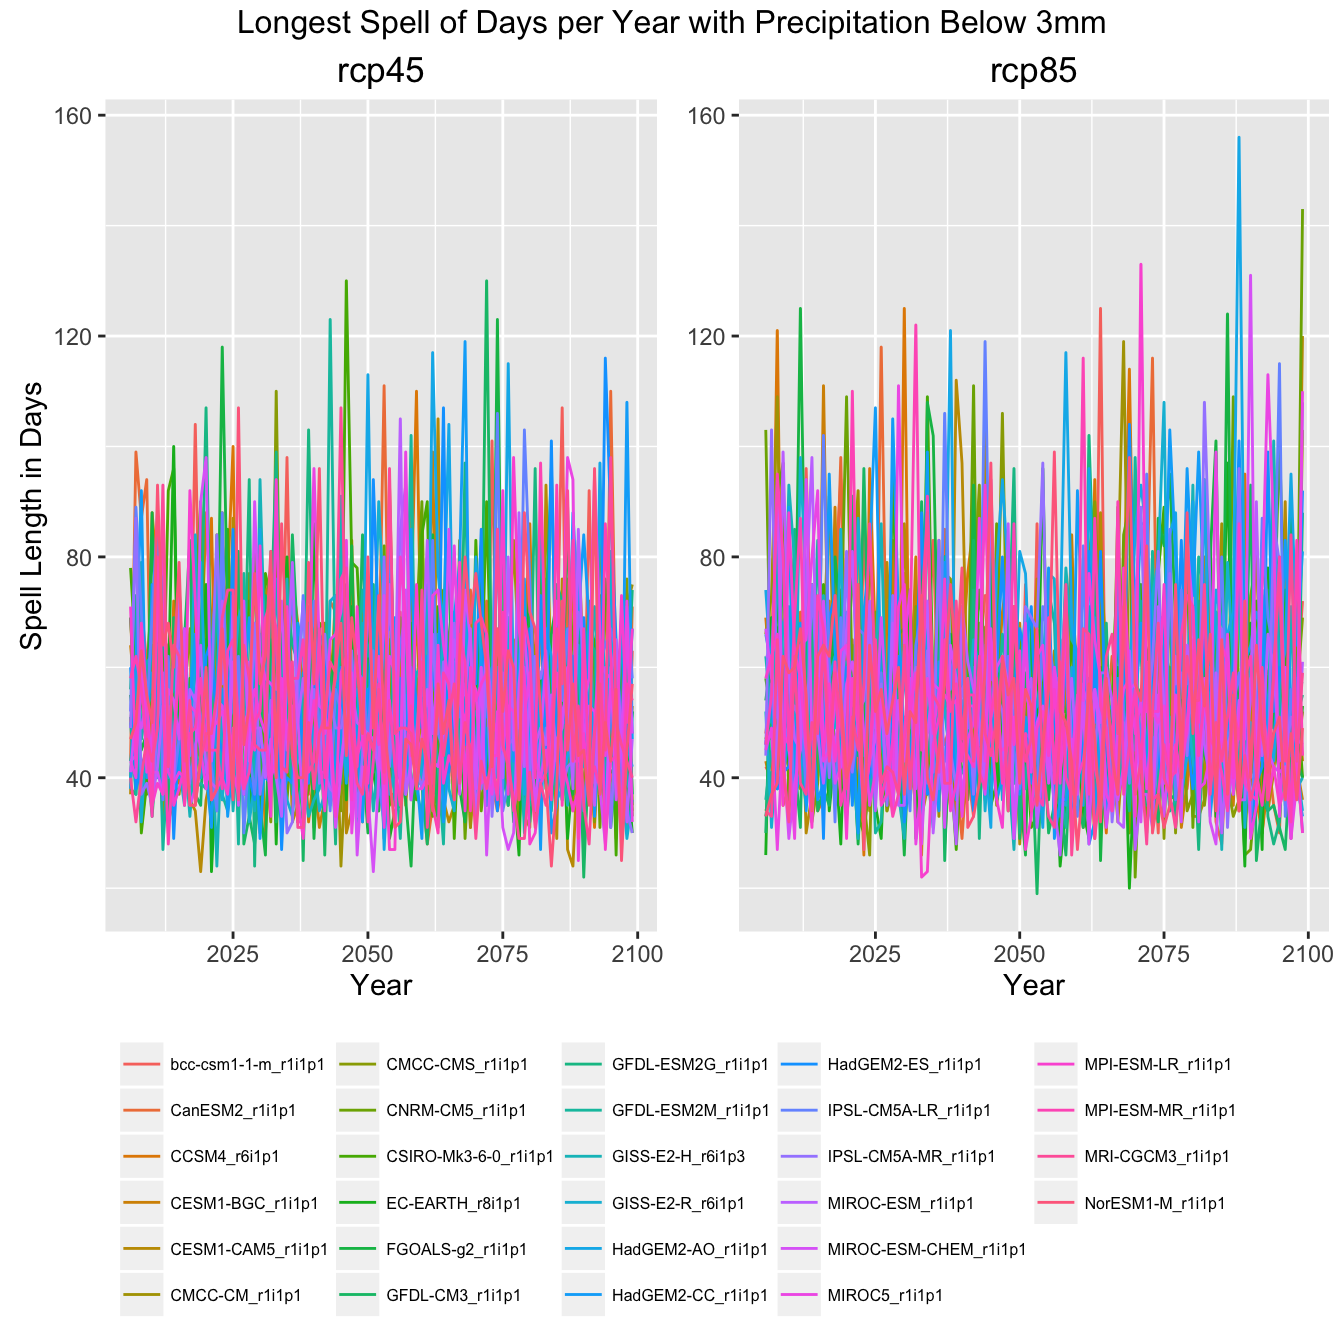 Longest Spell of Days per Year with Precipitation Below 3mm
rcp45 rcp85
160 160
120 120
80 80
40 40
Spell Length in Days
2025 2050 2075 2100 2025 2050 2075 2100
Year Year
bcc-csm1-1-m_r1i1p1 CMCC-CMS_r1i1p1 GFDL-ESM2G_r1i1p1 HadGEM2-ES_r1i1p1 MPI-ESM-LR_r1i1p1
CanESM2_r1i1p1 CNRM-CM5_r1i1p1 GFDL-ESM2M_r1i1p1 IPSL-CM5A-LR_r1i1p1 MPI-ESM-MR_r1i1p1
CCSM4_r6i1p1 CSIRO-Mk3-6-0_r1i1p1 GISS-E2-H_r6i1p3 IPSL-CM5A-MR_r1i1p1 MRI-CGCM3_r1i1p1
CESM1-BGC_r1i1p1 EC-EARTH_r8i1p1 GISS-E2-R_r6i1p1 MIROC-ESM_r1i1p1 NorESM1-M_r1i1p1
CESM1-CAM5_r1i1p1 FGOALS-g2_r1i1p1 HadGEM2-AO_r1i1p1 MIROC-ESM-CHEM_r1i1p1
CMCC-CM_r1i1p1 GFDL-CM3_r1i1p1 HadGEM2-CC_r1i1p1 MIROC5_r1i1p1